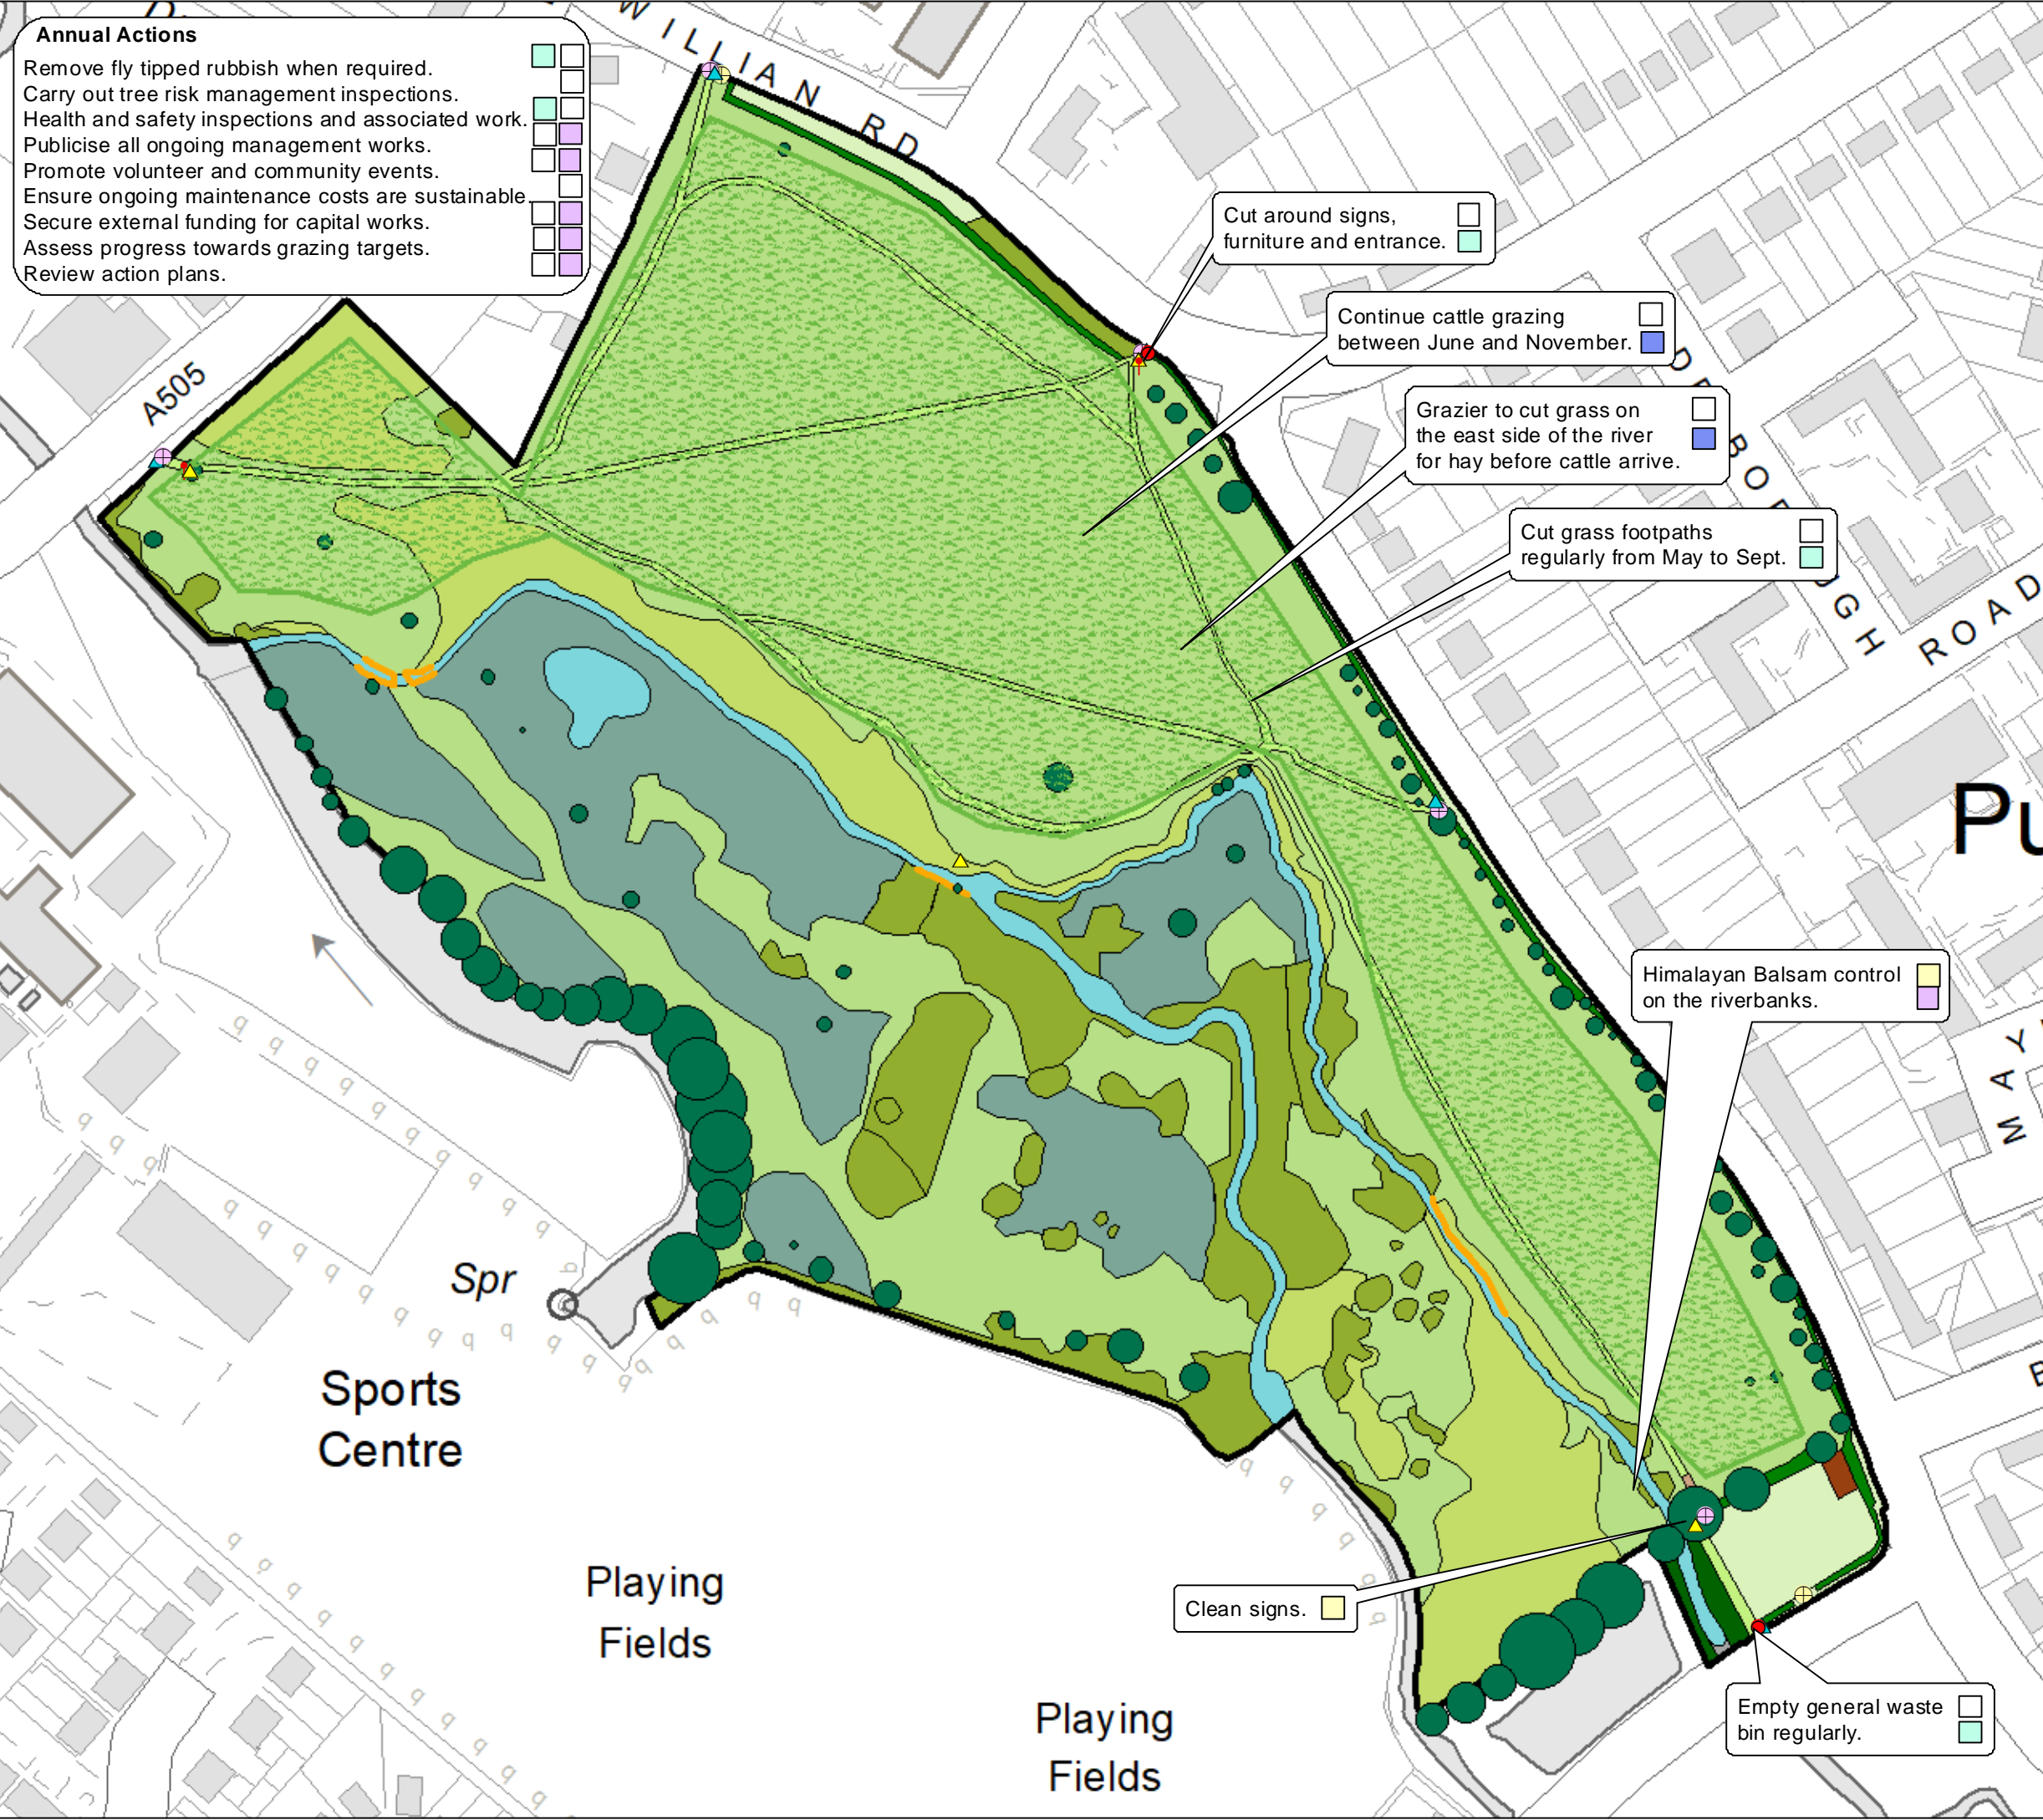 Annual Actions
Remove fly tipped rubbish when required.
Carry out tree risk management inspections.
Health and safety inspections and associated work.
Publicise all ongoing management works.
Promote volunteer and community events.
Ensure ongoing maintenance costs are sustainable.
Secure external funding for capital works.
Assess progress towards grazing targets.
Review action plans.
WILLIAN RD
Cut around signs,
furniture and entrance.
Continue cattle grazing
between June and November.
A505
Grazier to cut grass on
the east side of the river
for hay before cattle arrive.
Cut grass footpaths
regularly from May to Sept.
ROAD
Pu
Himalayan Balsam control
on the riverbanks.
MAY
Spr
Sports
Centre
Playing
Fields
Clean signs.
Playing
Fields
Empty general waste
bin regularly.